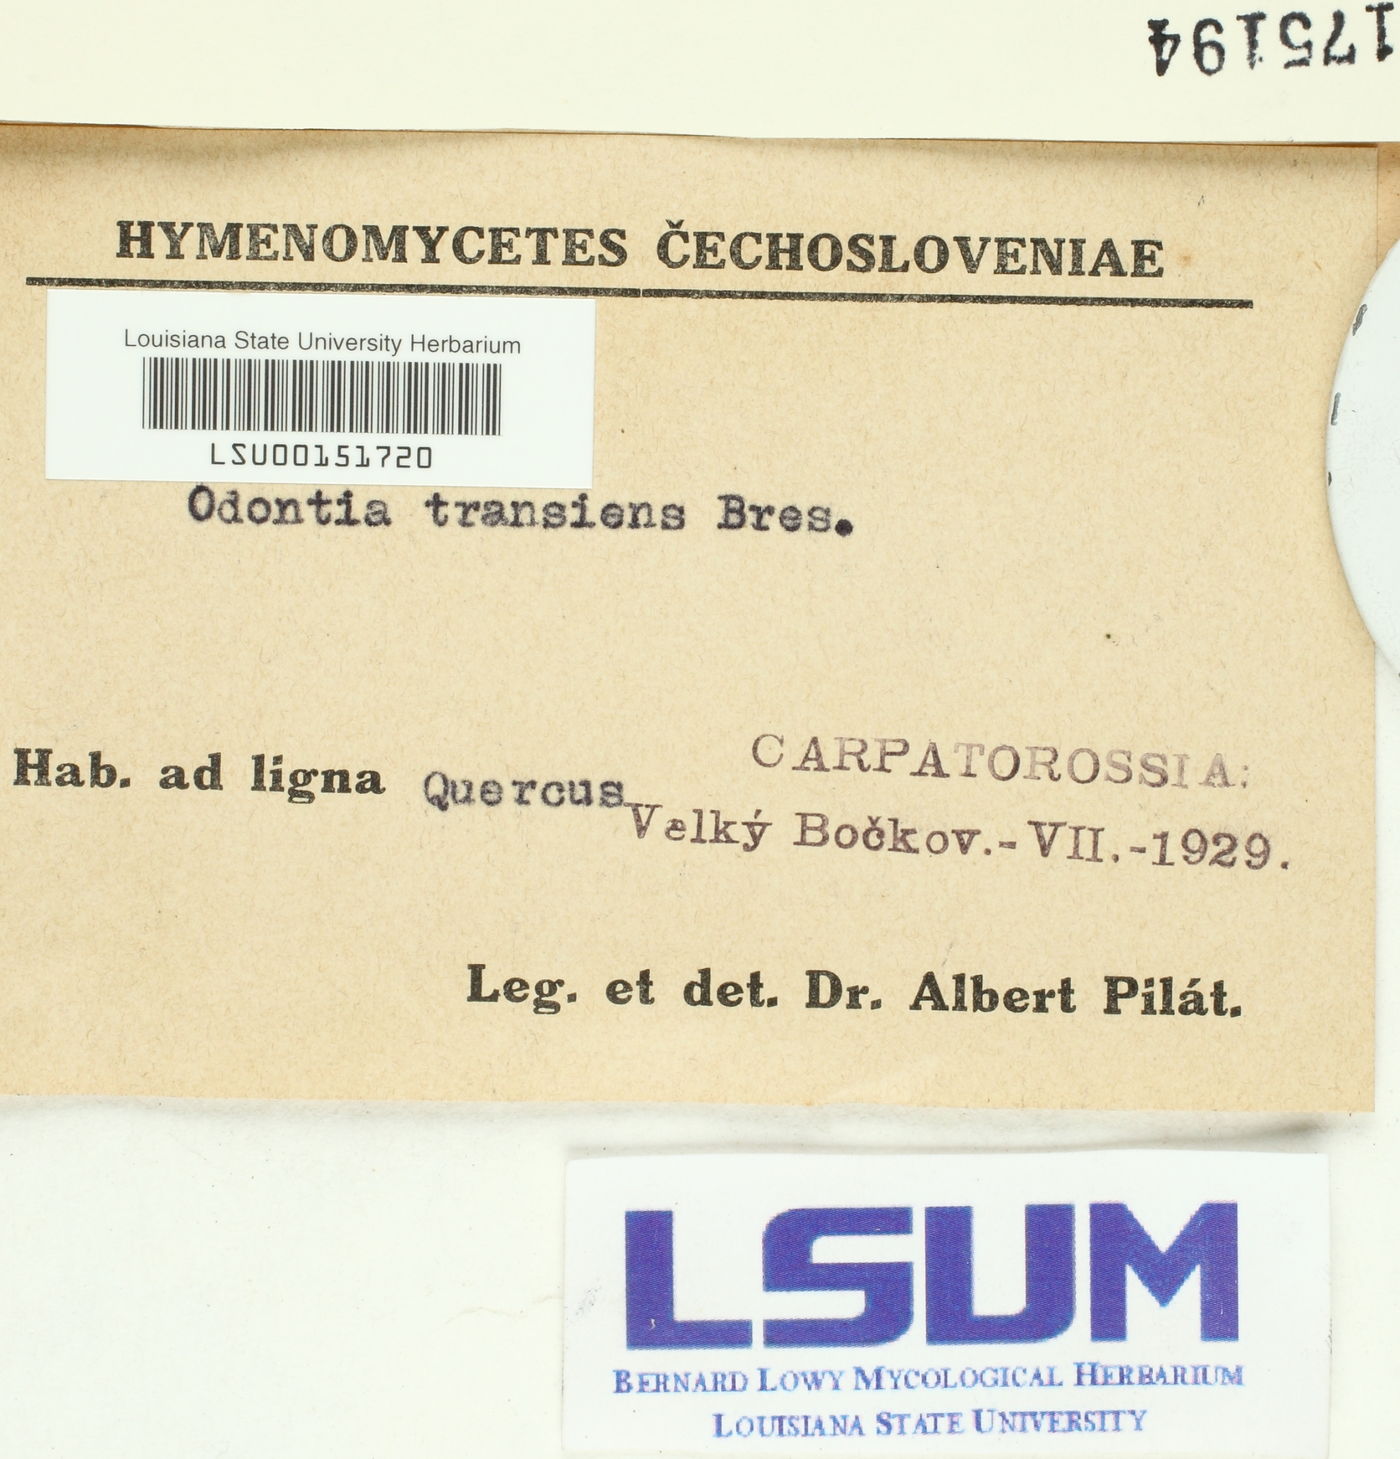 175194
HYMENOMYCETES ČECHOSLOVENIAE
Louisiana State University Herbarium
LSU00151720
Odontia transiens Bres.
Hab. ad ligna Quercus
CARPATOROSSIA:
Velký Bočkov.-VII.-1929.
Leg. et det. Dr. Albert Pilát.
LSUM
BERNARD LOWY MYCOLOGICAL HERBARIUM
LOUISIANA STATE UNIVERSITY